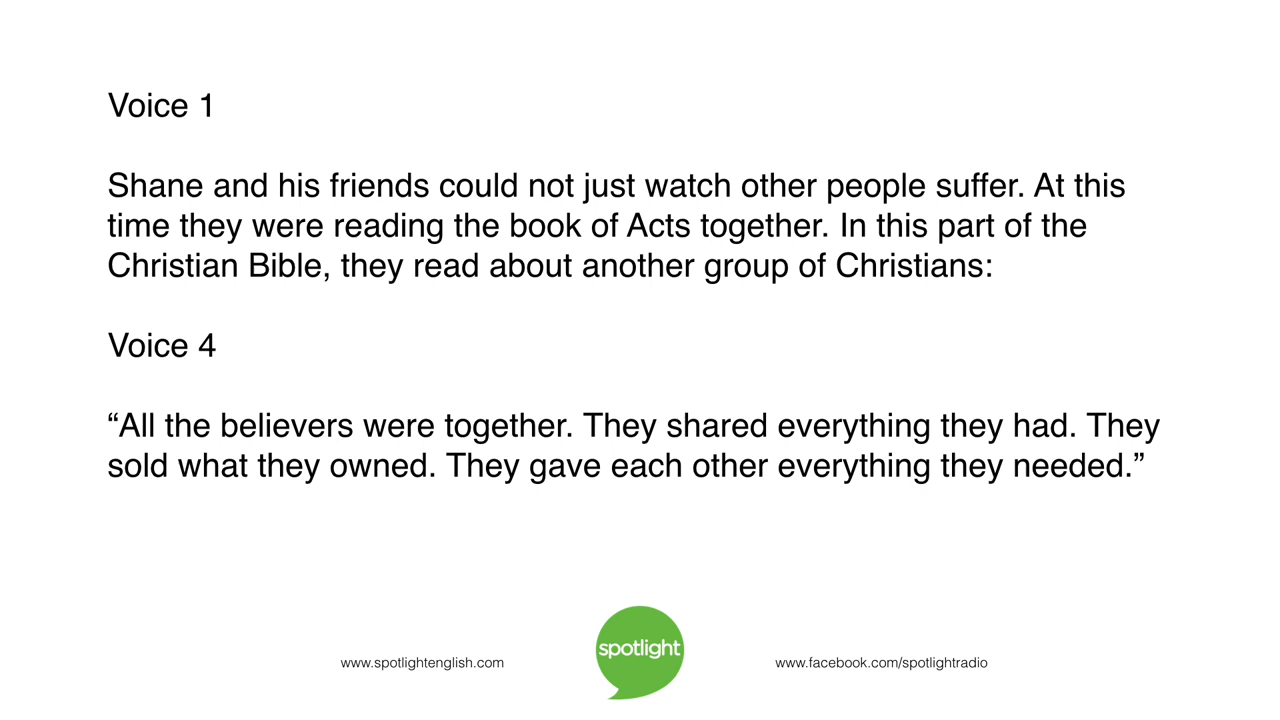 Voice 1
Shane and his friends could not just watch other people suffer. At this
time they were reading the book of Acts together. In this part of the
Christian Bible, they read about another group of Christians:
Voice 4
“All the believers were together. They shared everything they had. They
sold what they owned. They gave each other everything they needed.”
www.spotlightenglish.com
spotlight
www.facebook.com/spotlightradio